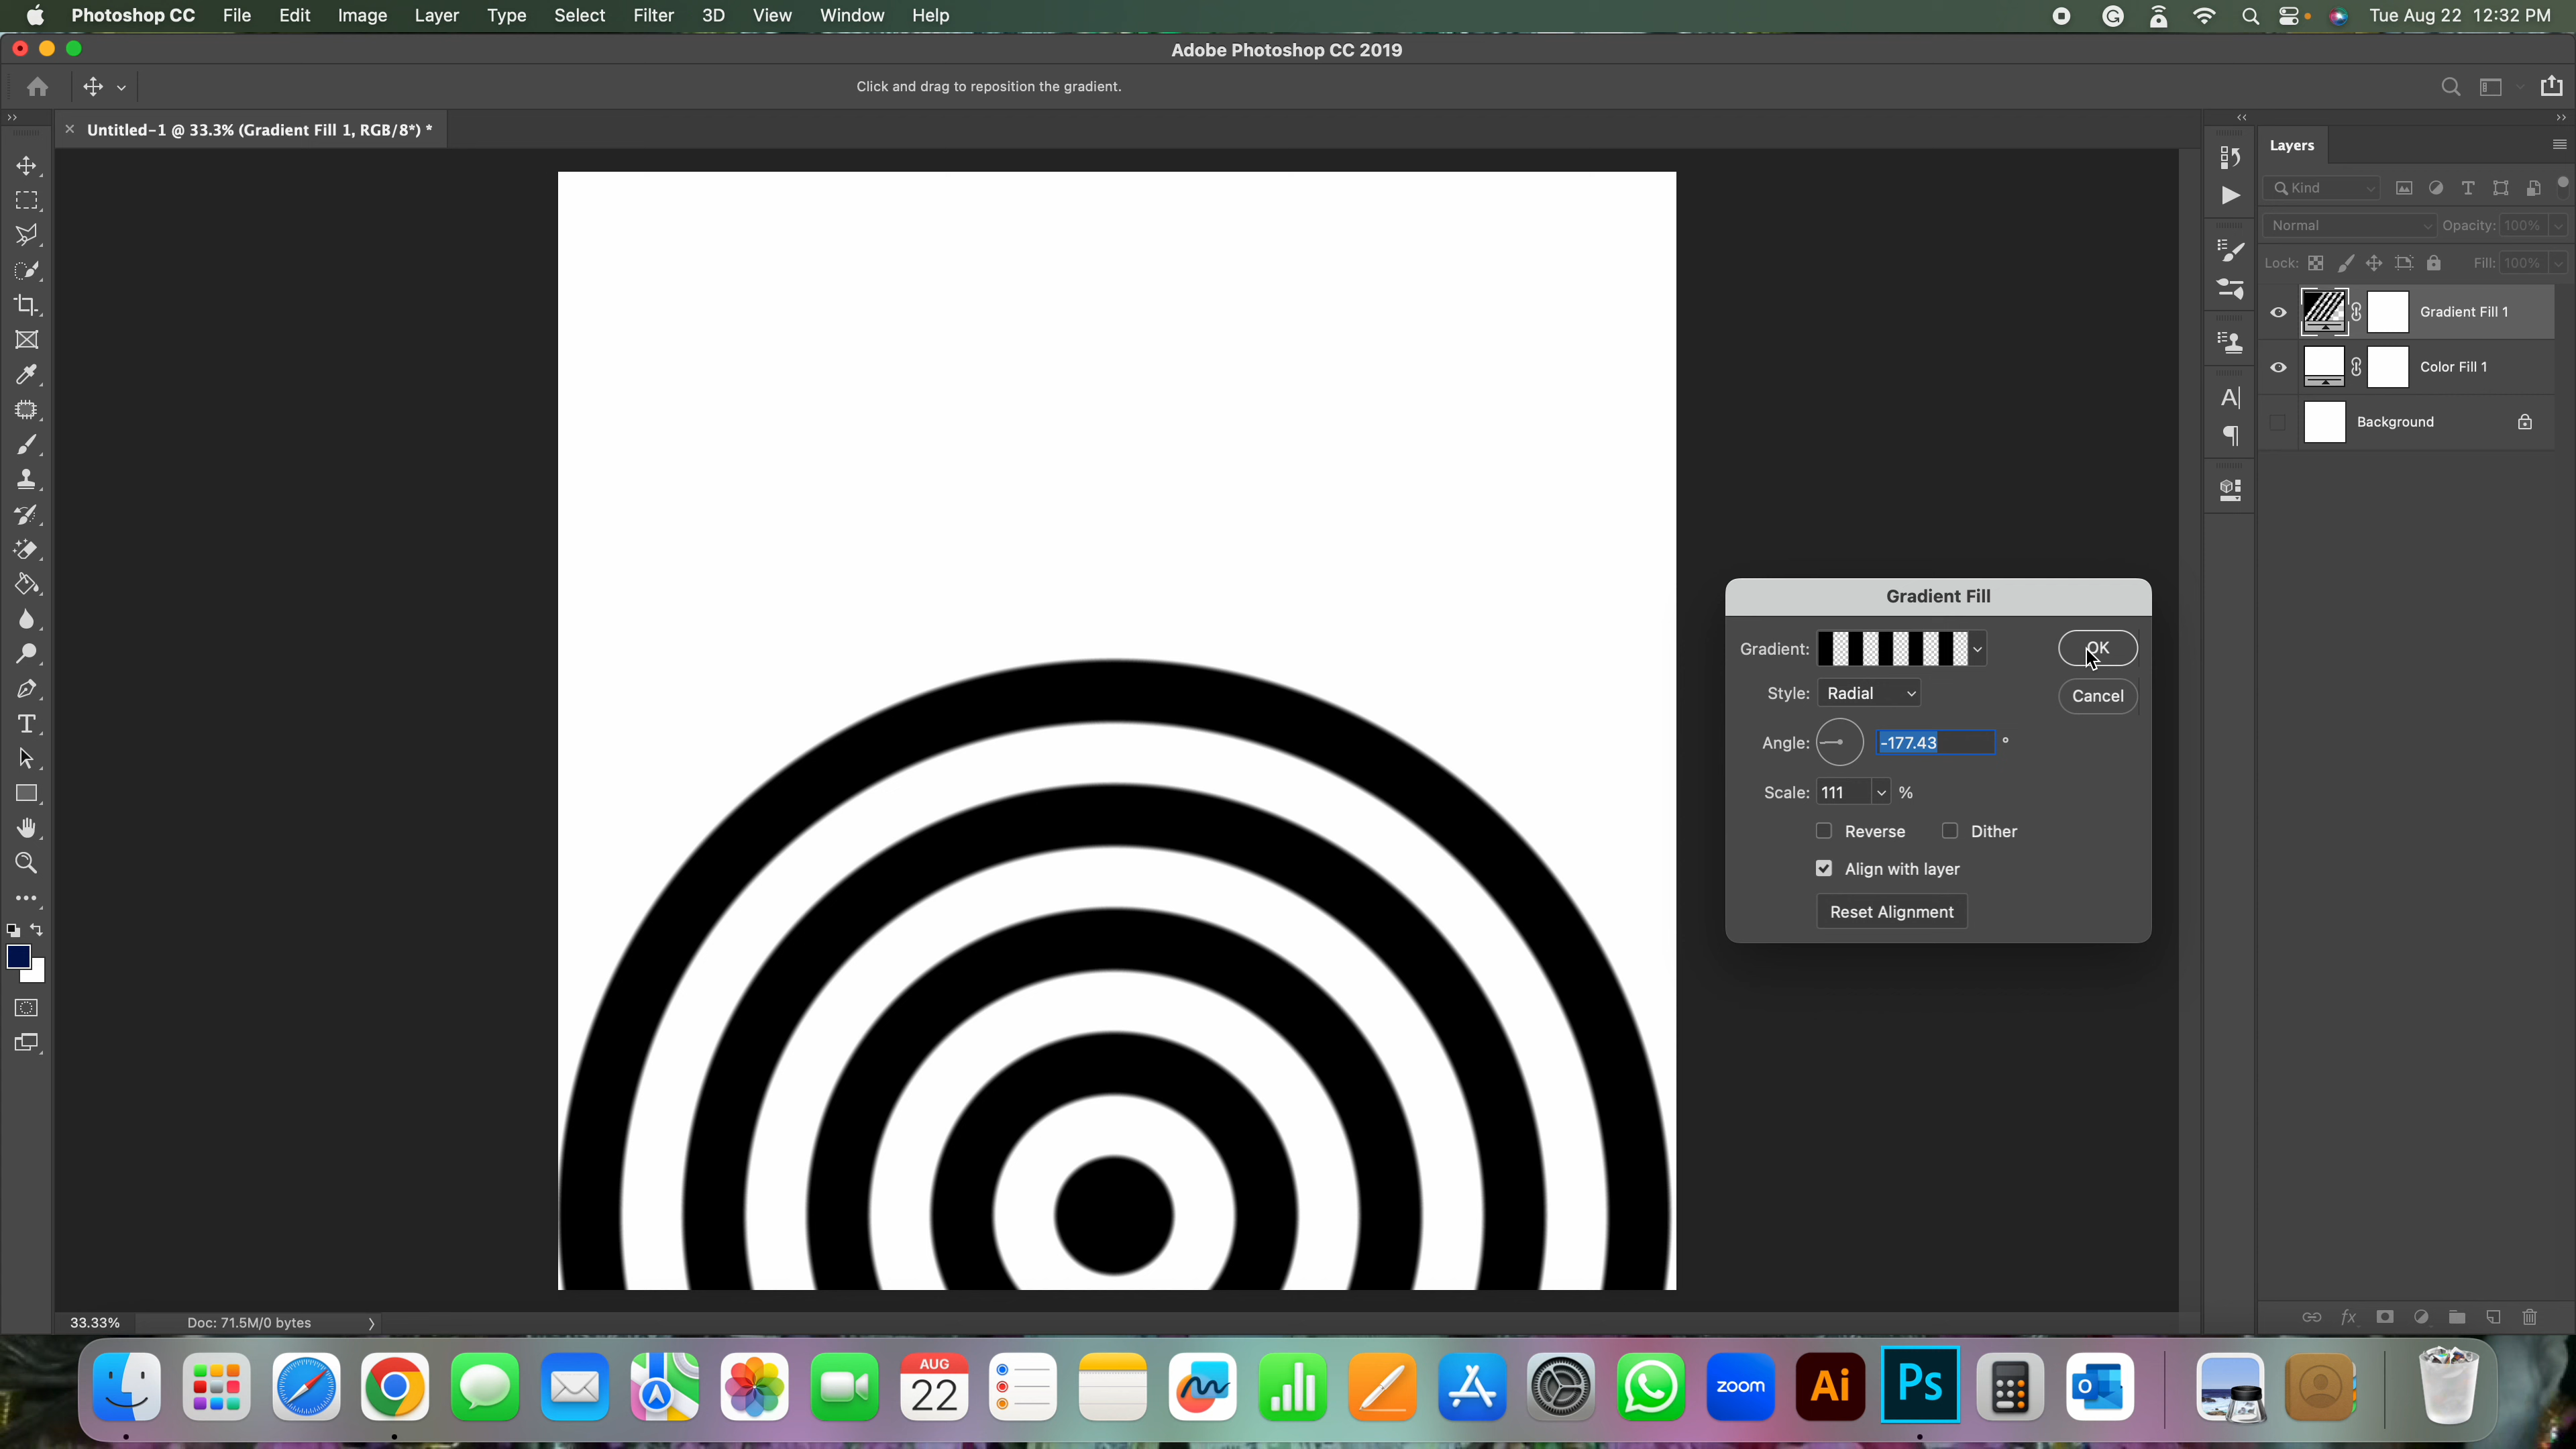 Photoshop CC File Edit Image Layer Type Select Filter 3D View Window Help Tue Aug 22 12:32 PM
Adobe Photoshop CC 2019
Click and drag to reposition the gradient.
Untitled-1 @ 33.3% (Gradient Fill 1, RGB/8*) *
Layers
Kind
Normal Opacity: 100%
Lock: Fill: 100%
Gradient Fill 1
Color Fill 1
Background
Gradient Fill
Gradient: OK
Style: Radial Cancel
Angle: -177.43 °
Scale: 111 %
Reverse Dither
Align with layer
Reset Alignment
33.33% Doc: 71.5M/0 bytes
AUG
22
zoom
Ai
Ps